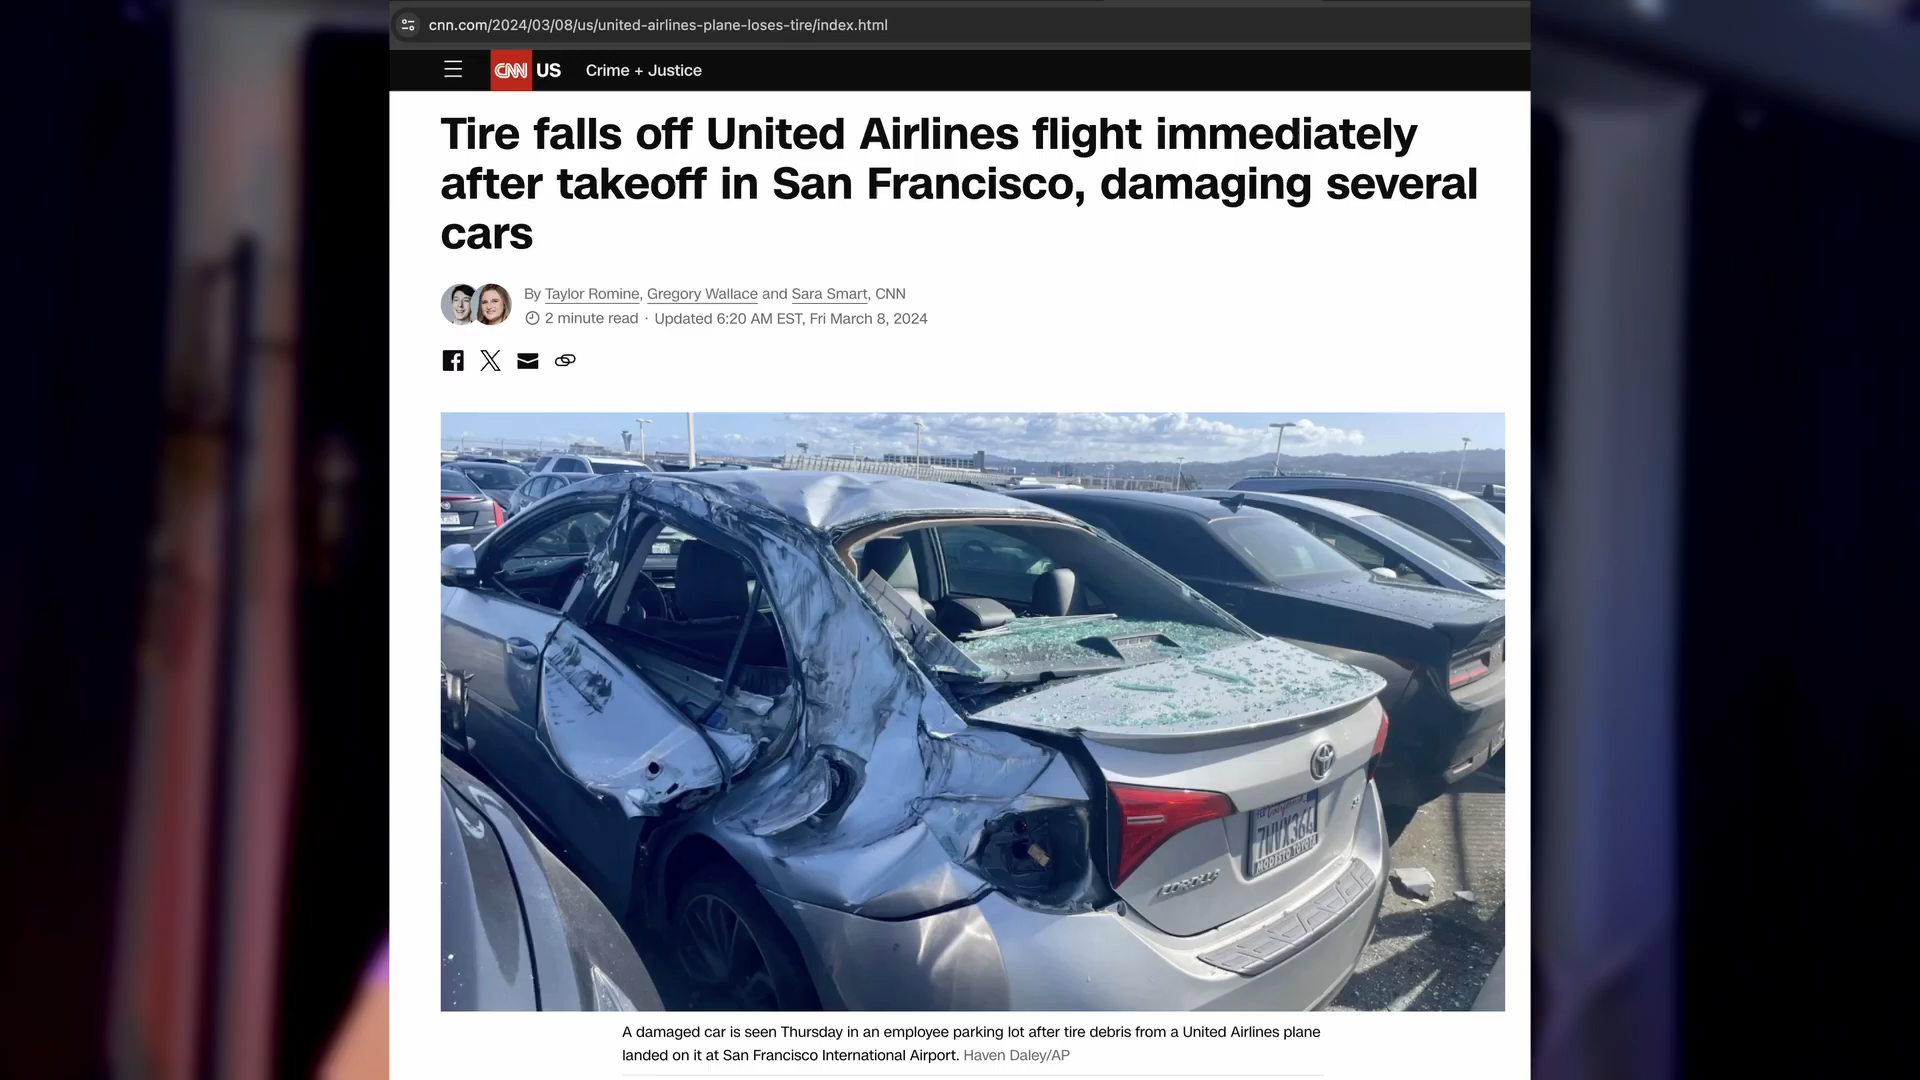 cnn.com/2024/03/08/us/united-airlines-plane-loses-tire/index.html
CNN US Crime + Justice
Tire falls off United Airlines flight immediately
after takeoff in San Francisco, damaging several
cars
By Taylor Romine, Gregory Wallace and Sara Smart, CNN
2 minute read · Updated 6:20 AM EST, Fri March 8, 2024
California
7HVX364
MODESTO TOYOTA
COROLLA
A damaged car is seen Thursday in an employee parking lot after tire debris from a United Airlines plane
landed on it at San Francisco International Airport. Haven Daley/AP